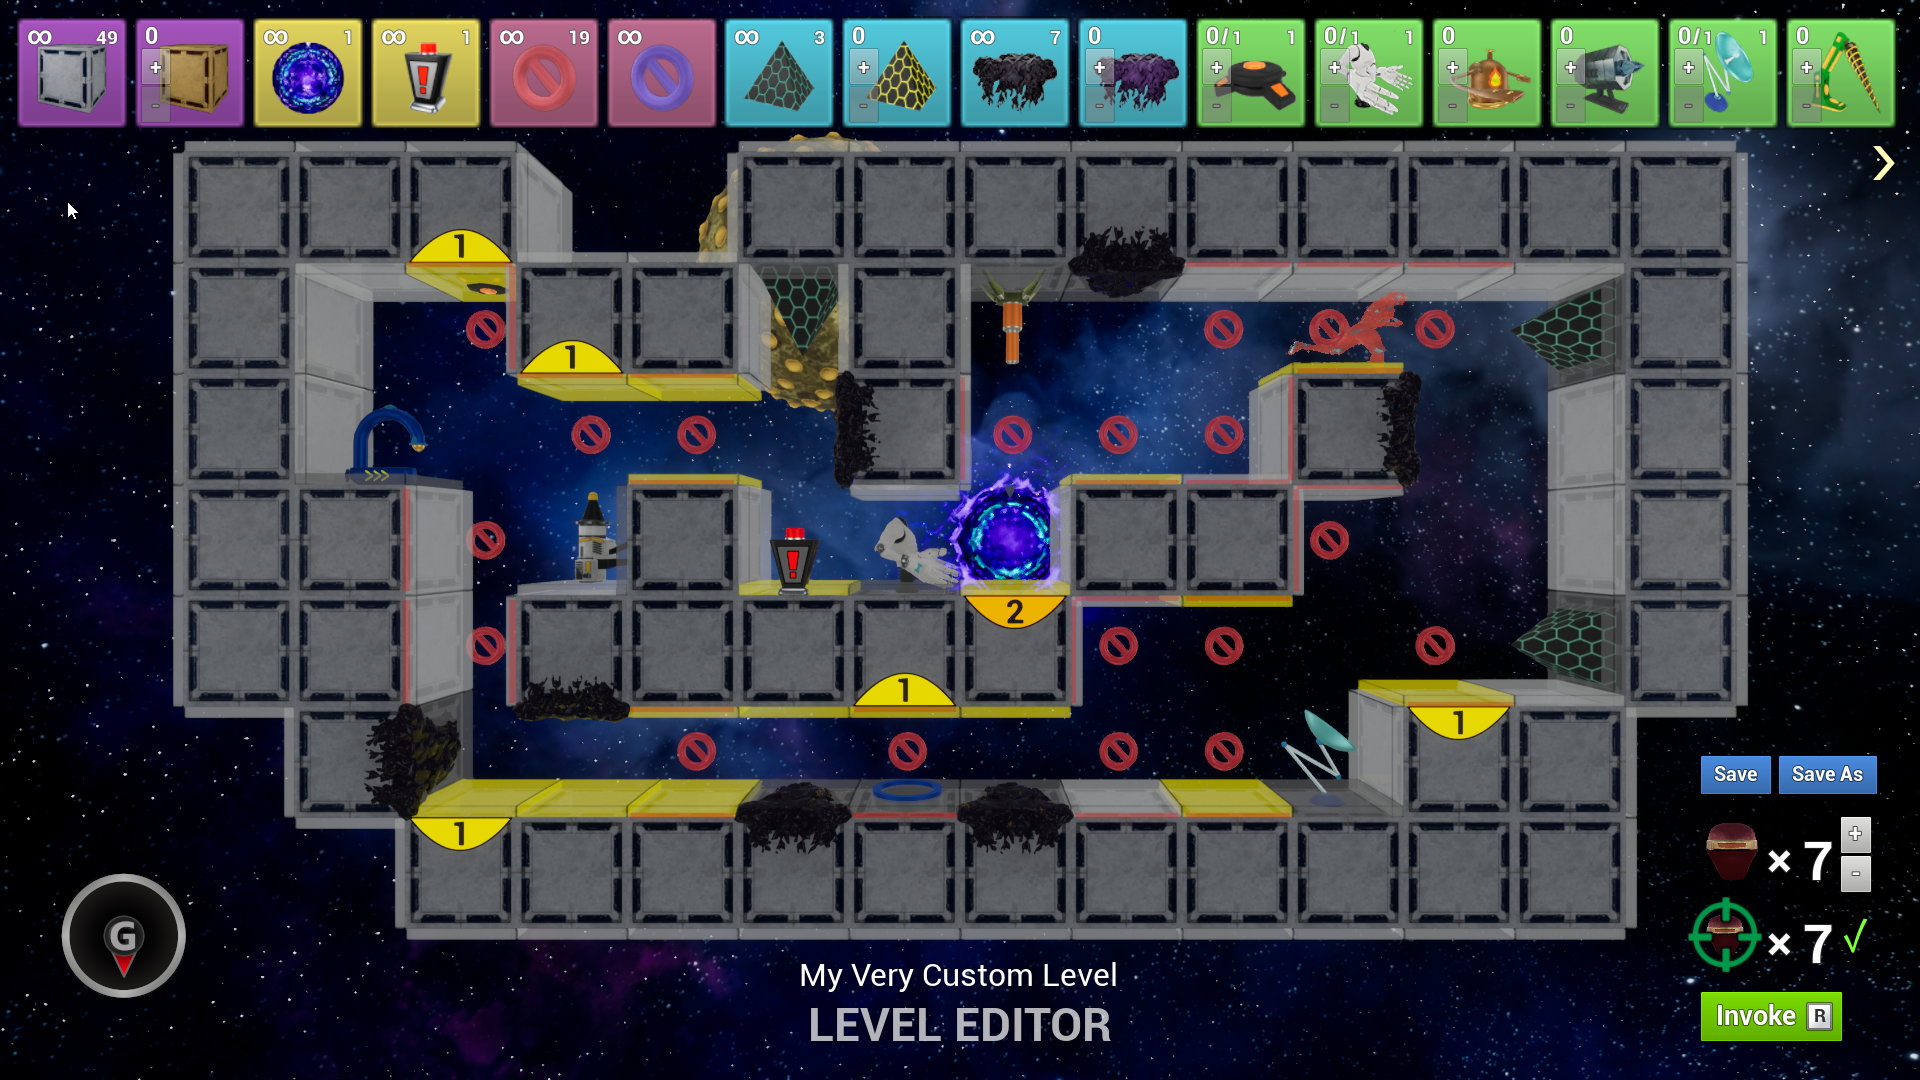 ∞ 49 0 ∞ 1 ∞ 1 ∞ 19 ∞ ∞ 3 0 ∞ 7 0 0/1 1 0/1 1 0 0 0/1 1 0
+ + + + + + + + +
- - - - - - - - -
1
1
2
1
1
1
Save Save As
× 7 +
-
× 7 √
G
My Very Custom Level
LEVEL EDITOR
Invoke R